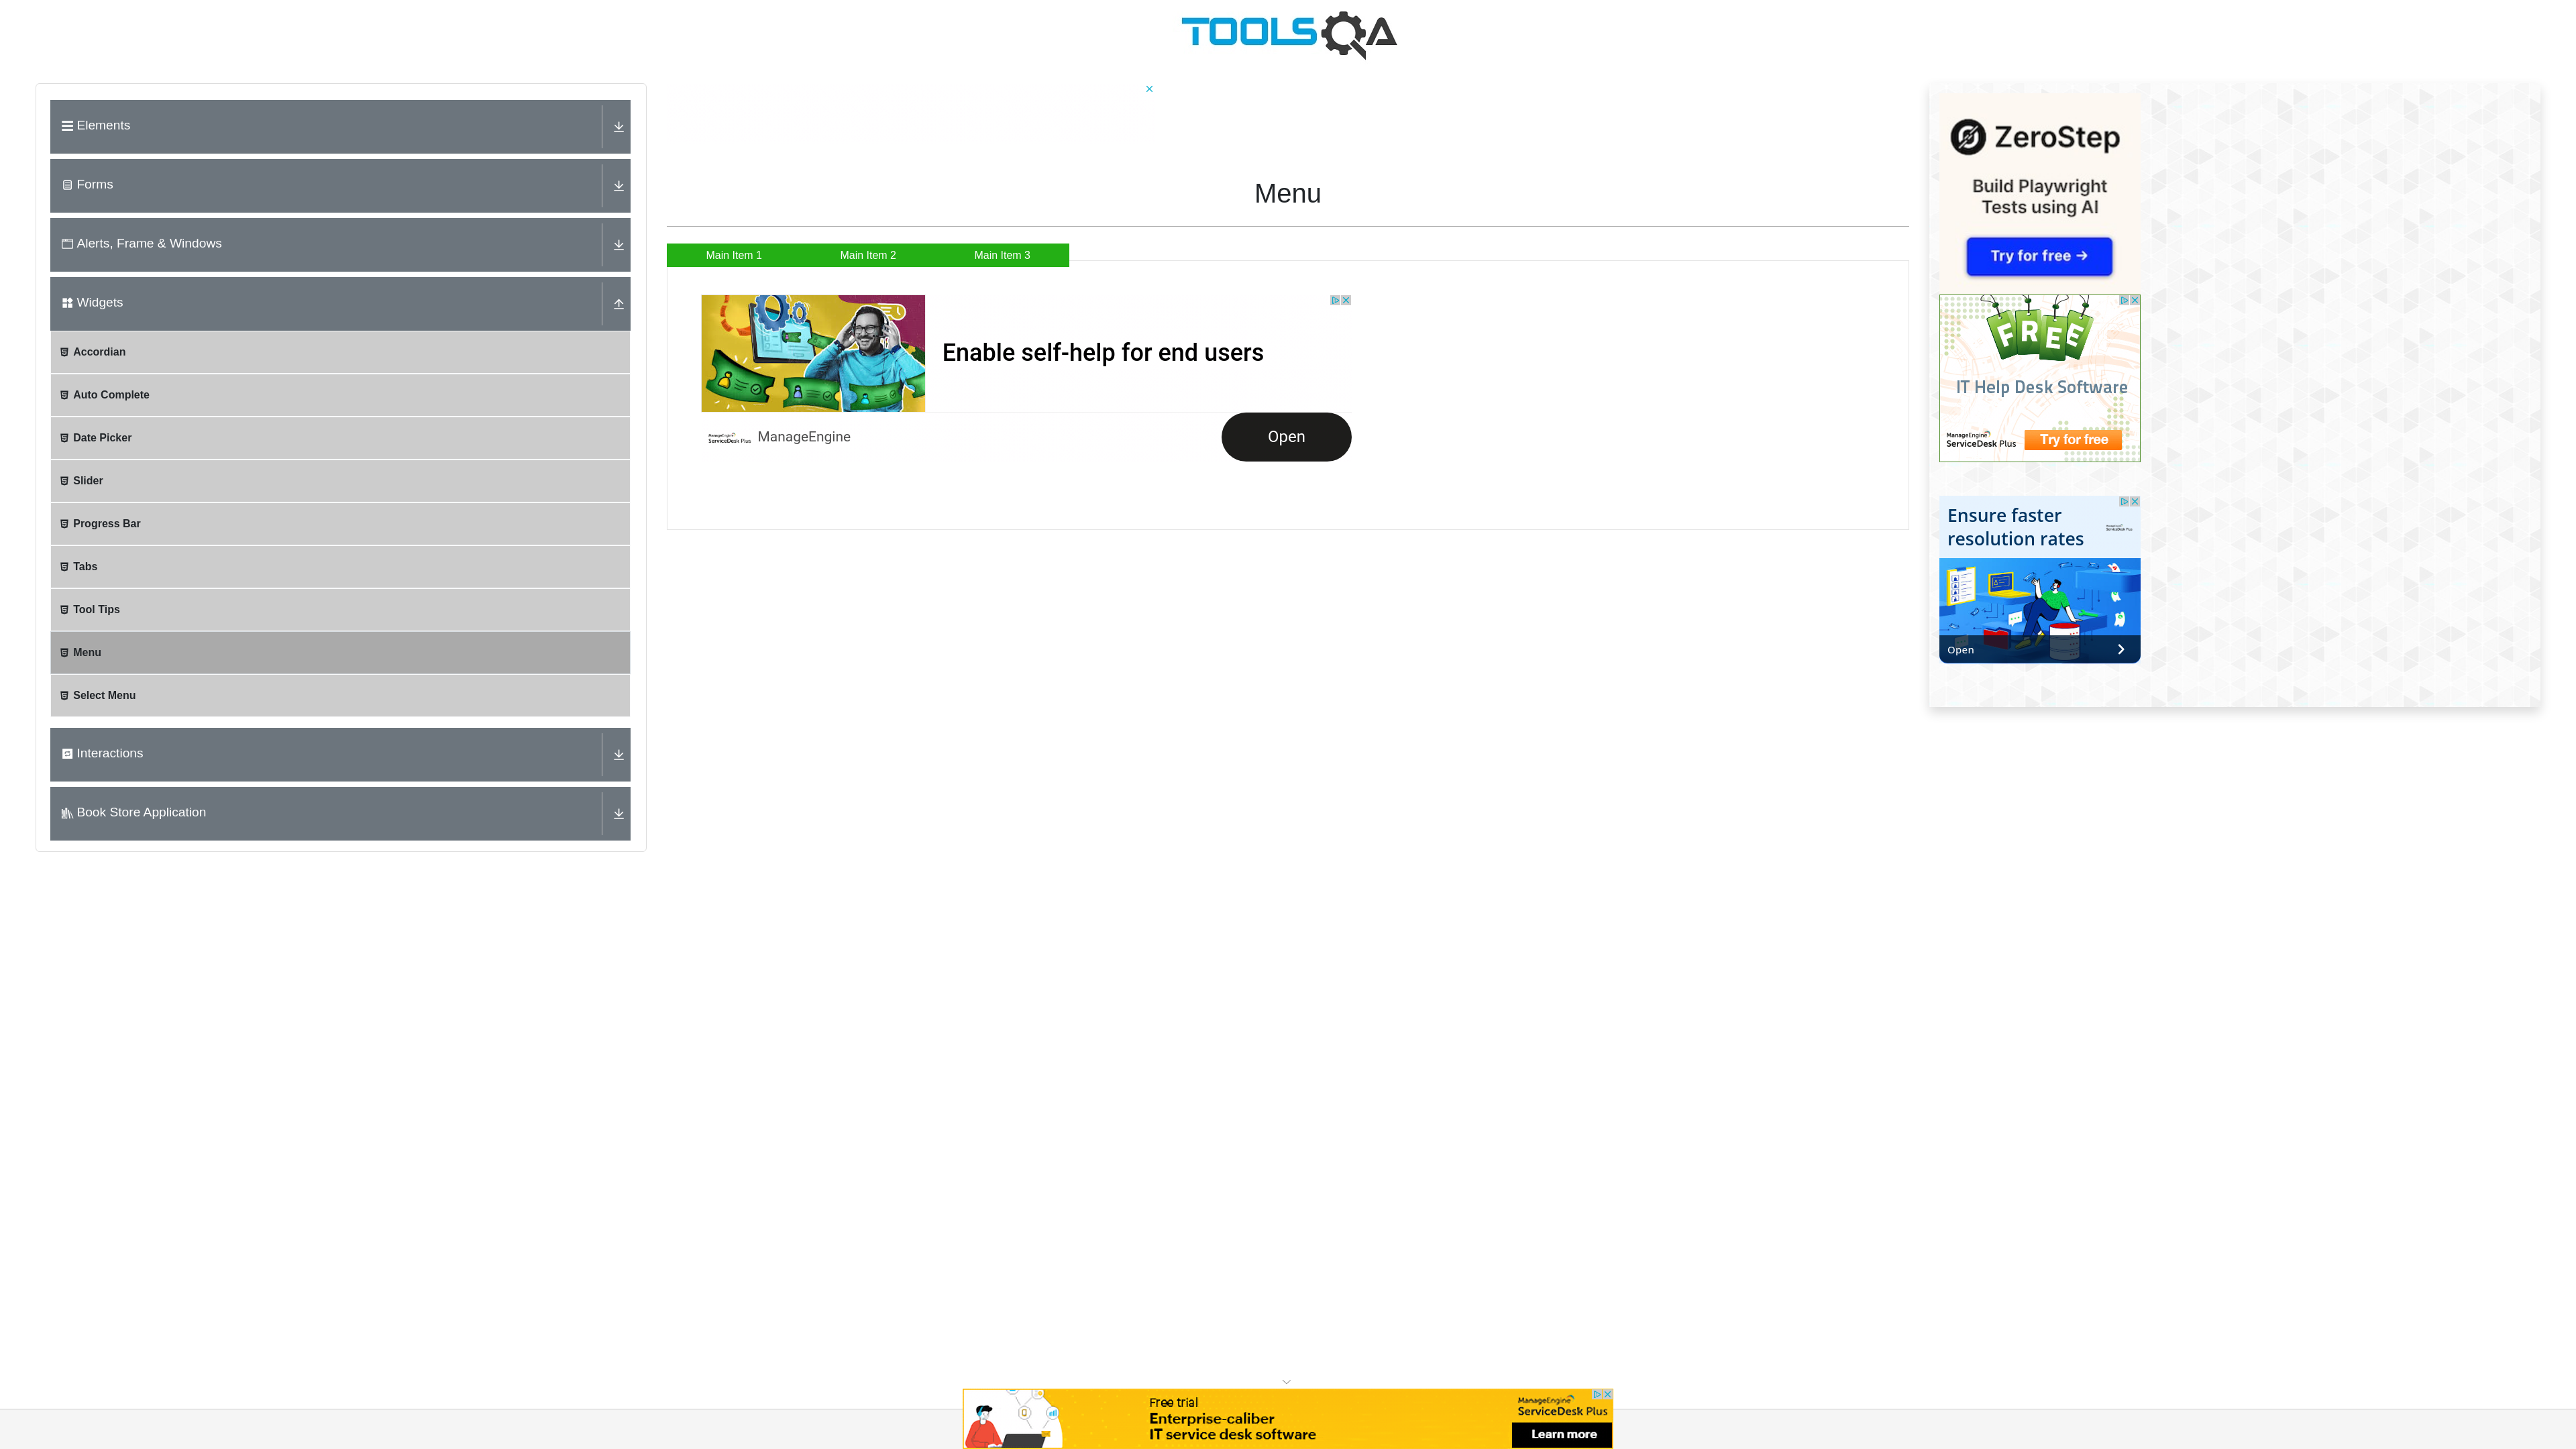 TOOLSQA
Elements
Forms
Alerts, Frame & Windows
Widgets
Accordian
Auto Complete
Date Picker
Slider
Progress Bar
Tabs
Tool Tips
Menu
Select Menu
Interactions
Book Store Application
Menu
Main Item 1
Main Item 2
Main Item 3
Enable self-help for end users
ManageEngine
ServiceDesk Plus
ManageEngine
Open
ZeroStep
Build Playwright
Tests using AI
Try for free →
FREE
IT Help Desk Software
ManageEngine
ServiceDesk Plus
Try for free
Ensure faster
resolution rates
ManageEngine
ServiceDesk Plus
Open
Free trial
Enterprise-caliber
IT service desk software
ManageEngine
ServiceDesk Plus
Learn more